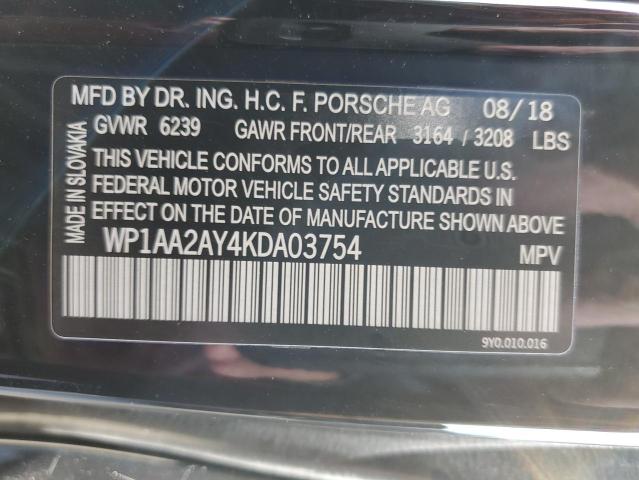 MFD BY DR. ING. H.C. F. PORSCHE AG 08/18
GVWR 6239 GAWR FRONT/REAR 3164 / 3208 LBS
THIS VEHICLE CONFORMS TO ALL APPLICABLE U.S.
FEDERAL MOTOR VEHICLE SAFETY STANDARDS IN
EFFECT ON THE DATE OF MANUFACTURE SHOWN ABOVE
WP1AA2AY4KDA03754 MPV
MADE IN SLOVAKIA
9Y0.010.016